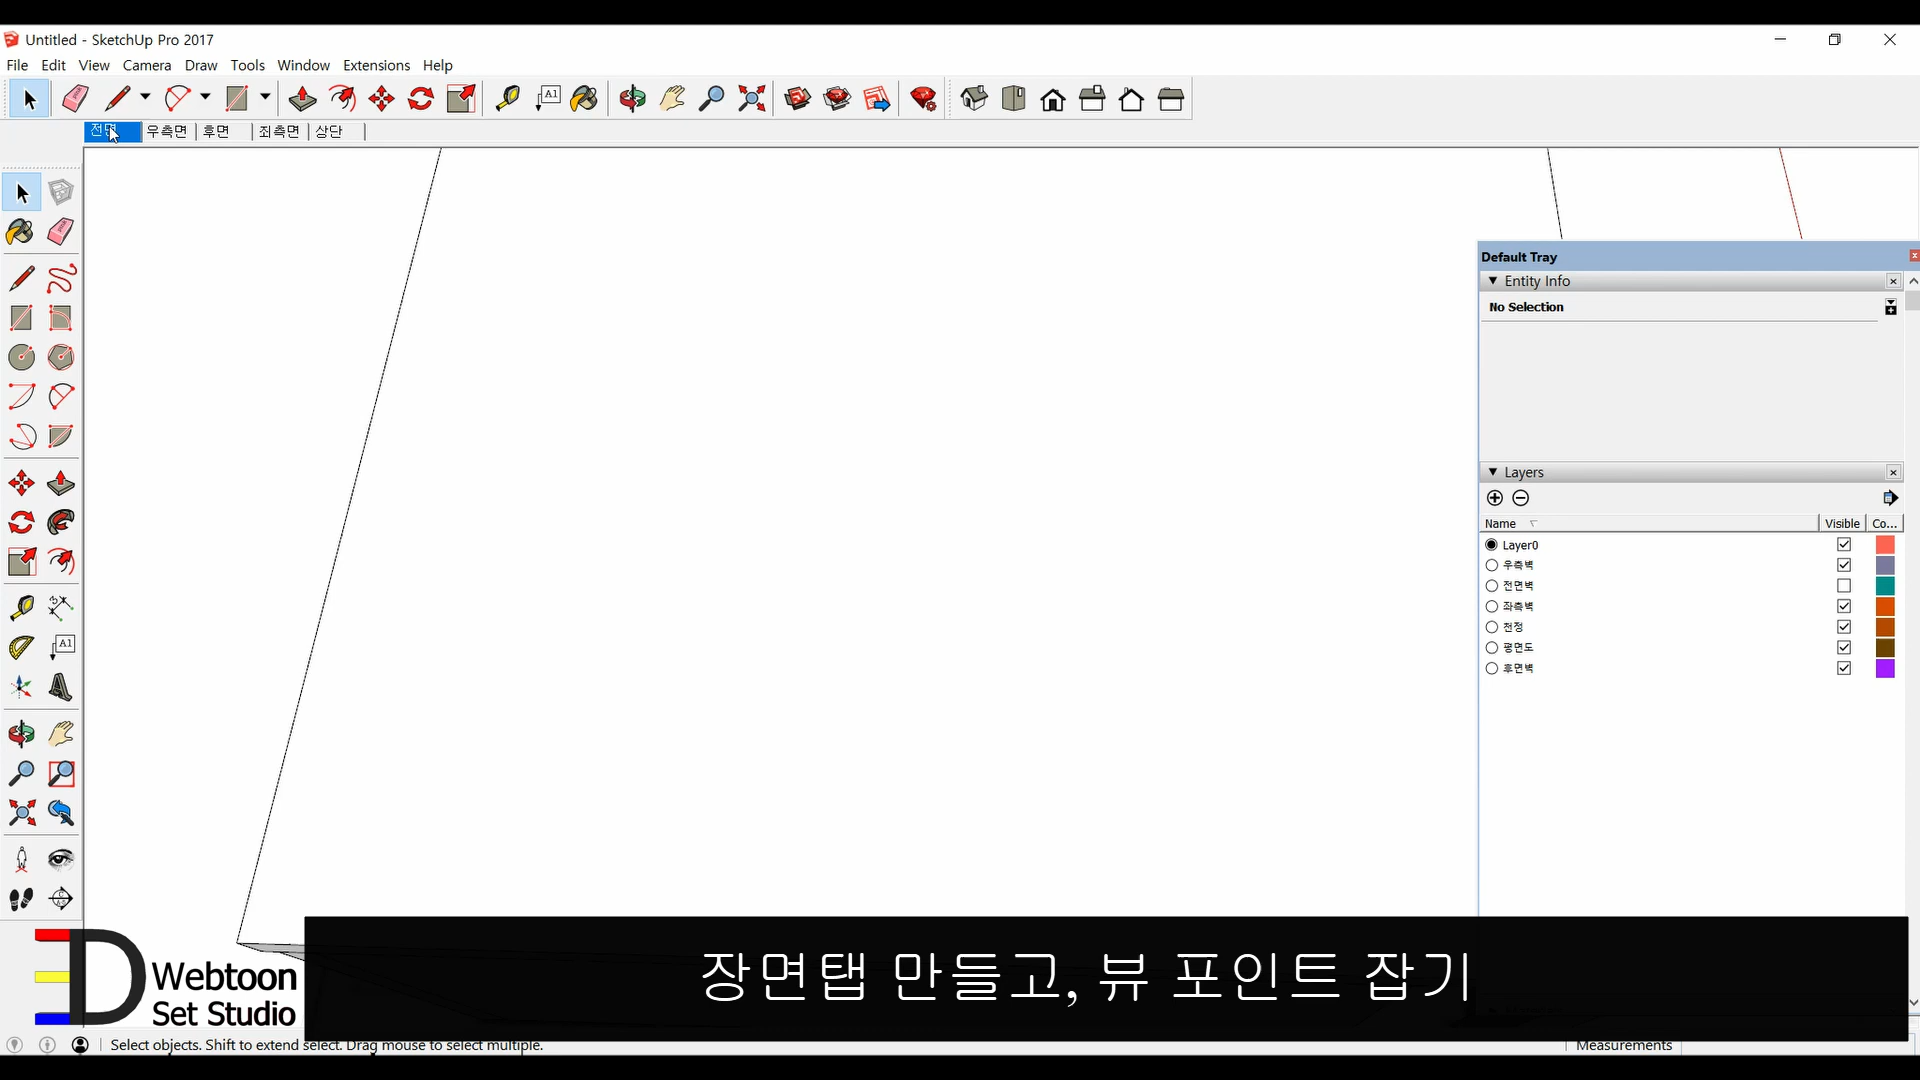 Untitled - SketchUp Pro 2017
File Edit View Camera Draw Tools Window Extensions Help
A1
전면 우측면 후면 좌측면 상단
Default Tray
Entity Info
No Selection
Layers
Name Visible Co...
Layer0
우측벽
전면벽
좌측벽
천정
평면도
후면벽
A1
장면탭 만들고, 뷰 포인트 잡기
3D Webtoon
Set Studio
Select objects. Shift to extend select. Drag mouse to select multiple.
Measurements